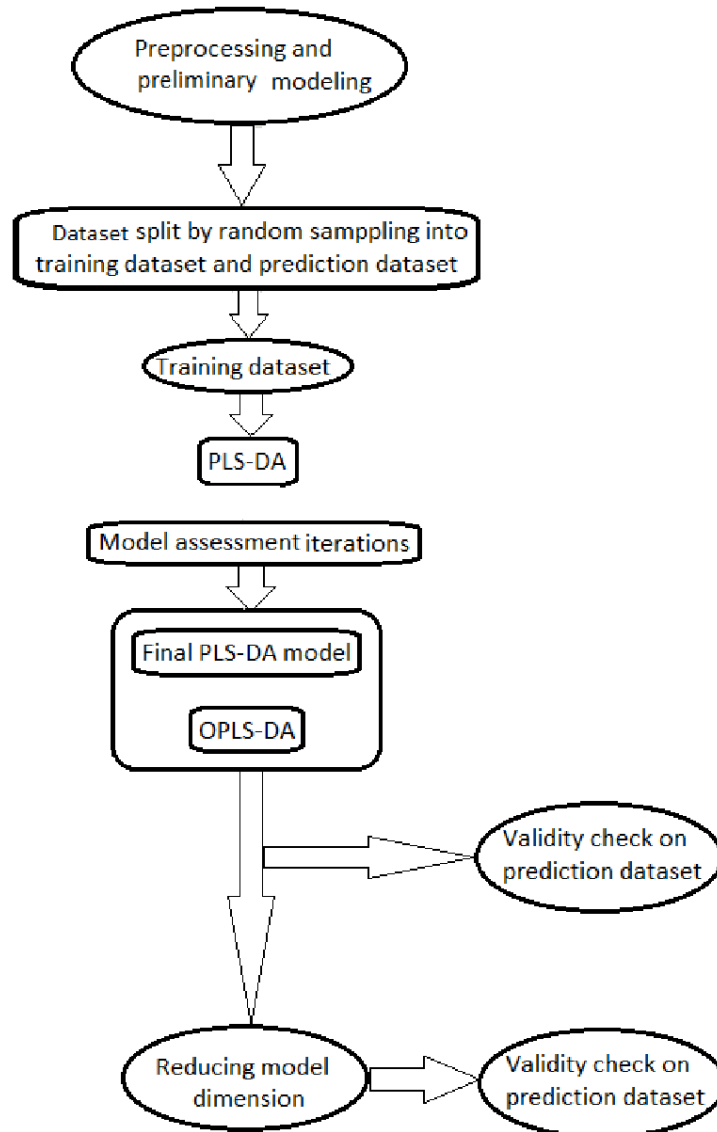 Preprocessing and
preliminary modeling
Dataset split by random samppling into
training dataset and prediction dataset
Training dataset
PLS-DA
Model assessment iterations
Final PLS-DA model
OPLS-DA
Validity check on
prediction dataset
Reducing model
dimension
Validity check on
prediction dataset